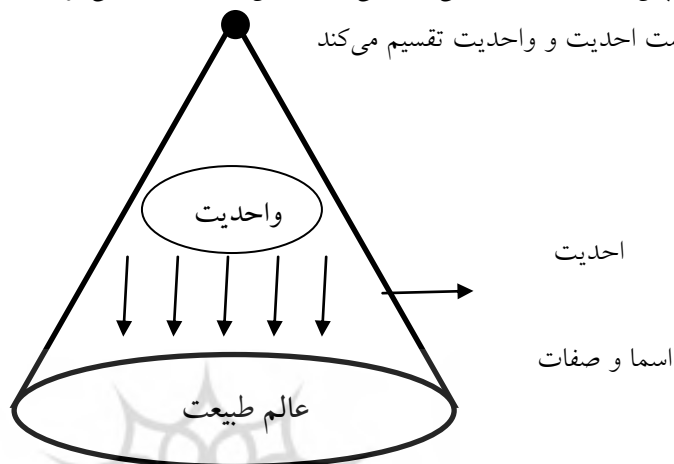 ت احدیت و واحدیت تقسیم می‌کند
واحدیت
احدیت
اسما و صفات
عالم طبیعت